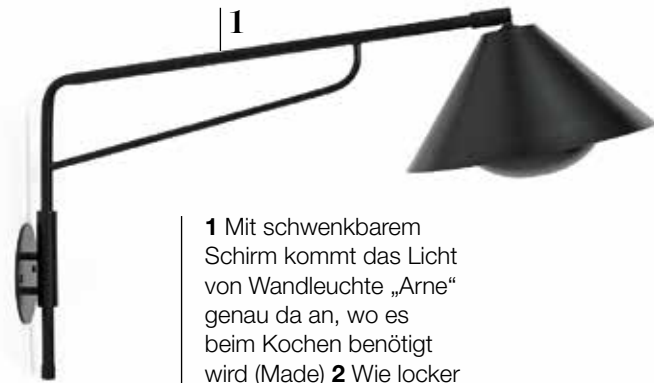 1
1 Mit schwenkbarem
Schirm kommt das Licht
von Wandleuchte „Arne“
genau da an, wo es
beim Kochen benötigt
wird (Made) 2 Wie locker